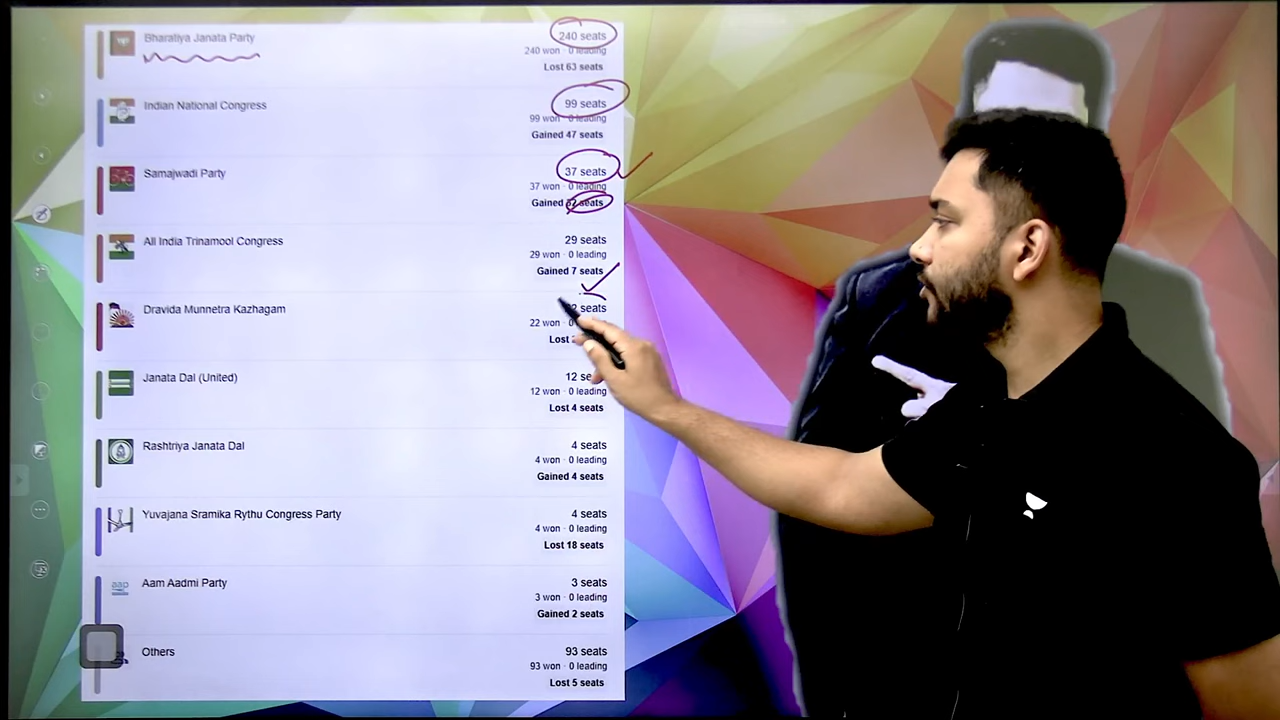 Bharatiya Janata Party
240 seats
240 won · 0 leading
Lost 63 seats
Indian National Congress
99 seats
99 won · 0 leading
Gained 47 seats
Samajwadi Party
37 seats
37 won · 0 leading
Gained seats
All India Trinamool Congress
29 seats
29 won · 0 leading
Gained 7 seats
Dravida Munnetra Kazhagam
seats
22 won
Lost
Janata Dal (United)
12
12 won · 0 leading
Lost 4 seats
Rashtriya Janata Dal
4 seats
4 won · 0 leading
Gained 4 seats
Yuvajana Sramika Rythu Congress Party
4 seats
4 won · 0 leading
Lost 18 seats
aap
Aam Aadmi Party
3 seats
3 won · 0 leading
Gained 2 seats
Others
93 seats
93 won · 0 leading
Lost 5 seats